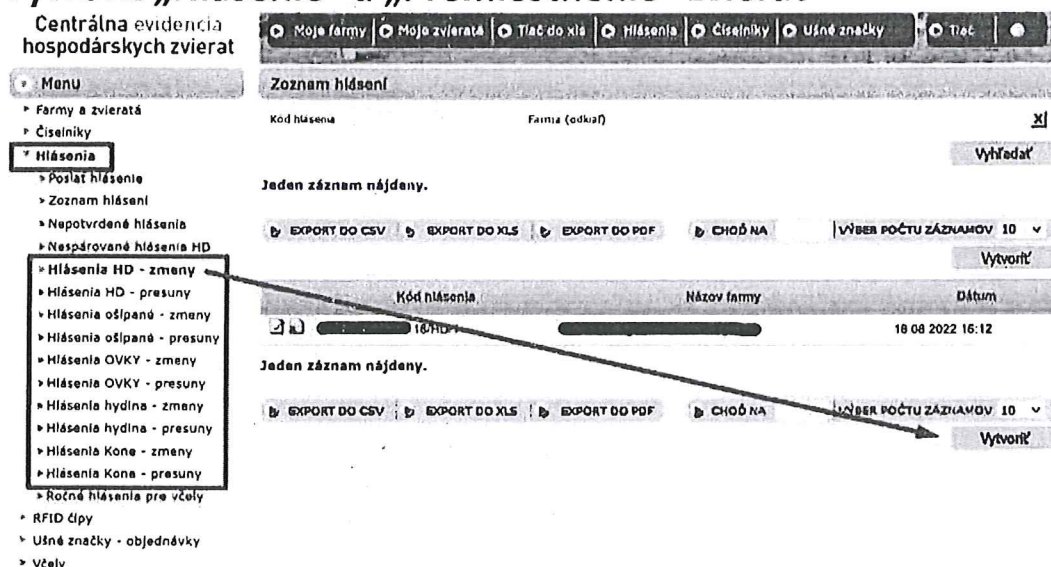 Centrálna evidencia
hospodárskych zvierat
Moje farmy Moje zvieratá Tlač do xls Hlásenia Číselníky Ušné značky Tlač
Menu
Farmy a zvieratá
Číselníky
Hlásenia
Poslať hlásenie
Zoznam hlásení
Nepotvrdené hlásenia
Nespárované hlásenia HD
Hlásenia HD - zmeny
Hlásenia HD - presuny
Hlásenia ošípané - zmeny
Hlásenia ošípané - presuny
Hlásenia OVKY - zmeny
Hlásenia OVKY - presuny
Hlásenia hydina - zmeny
Hlásenia hydina - presuny
Hlásenia Kone - zmeny
Hlásenia Kone - presuny
Ročné hlásenia pre včely
RFID čipy
Ušné značky - objednávky
Včely
Zoznam hlásení
Kód hlásenia Farma (odkiaľ)
X
Vyhľadať
Jeden záznam nájdený.
EXPORT DO CSV EXPORT DO XLS EXPORT DO PDF CHOĎ NA VÝBER POČTU ZÁZNAMOV 10
Vytvoriť
Kód hlásenia Názov farmy Dátum
18 08 2022 16:12
Jeden záznam nájdený.
EXPORT DO CSV EXPORT DO XLS EXPORT DO PDF CHOĎ NA VÝBER POČTU ZÁZNAMOV 10
Vytvoriť